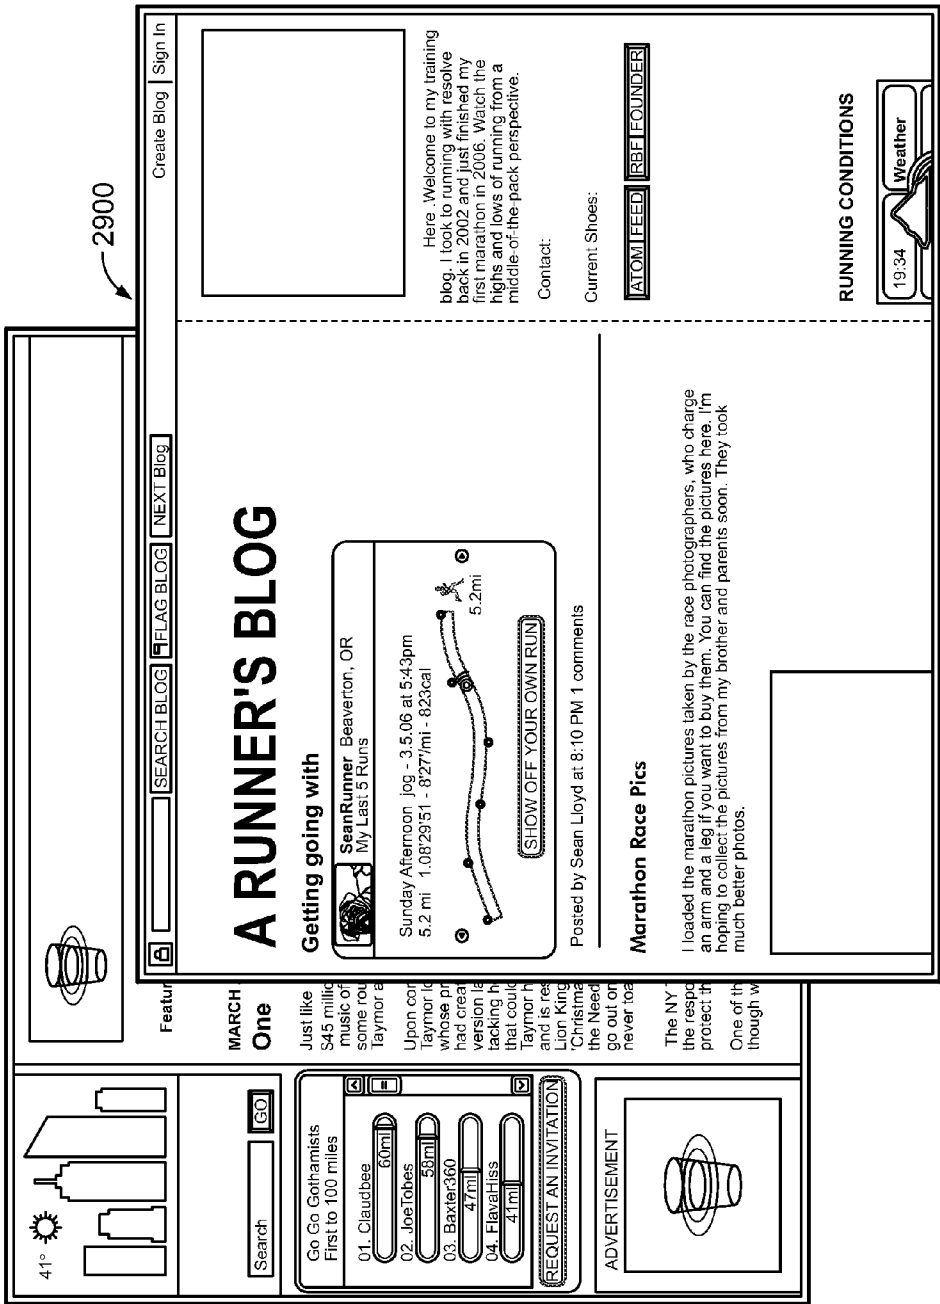 2900
SEARCH BLOG FLAG BLOG NEXT Blog Create Blog Sign In
A RUNNER'S BLOG
Getting going with
SeanRunner Beaverton, OR
My Last 5 Runs
Sunday Afternoon jog - 3.5.06 at 5:43pm
5.2 mi 1.08'29'51 - 8'27"/mi - 823cal
5.2mi
SHOW OFF YOUR OWN RUN
Posted by Sean Lloyd at 8:10 PM 1 comments
Marathon Race Pics
I loaded the marathon pictures taken by the race photographers, who charge
an arm and a leg if you want to buy them. You can find the pictures here. I'm
hoping to collect the pictures from my brother and parents soon. They took
much better photos.
Here .Welcome to my training
blog. I took to running with resolve
back in 2002 and just finished my
first marathon in 2006. Watch the
highs and lows of running from a
middle-of-the-pack perspective.
Contact:
Current Shoes:
ATOM FEED RBF FOUNDER
RUNNING CONDITIONS
19:34 Weather
41°
Search GO
Go Go Gothamists
First to 100 miles
01. Claudbee
60mi
02. JoeTobes
58mi
03. Baxter360
47mi
04. FlavaHiss
41mi
REQUEST AN INVITATION
ADVERTISEMENT
Featur
MARCH
One
Just like
S45 millic
music of
some rou
Taymor a
Upon con
Taymor lo
whose pr
had creat
version la
tacking h
that could
Taymor h
and is res
Lion King
'Christma
the Need
go out on
never toa
The NY T
the respo
protect th
One of th
though w